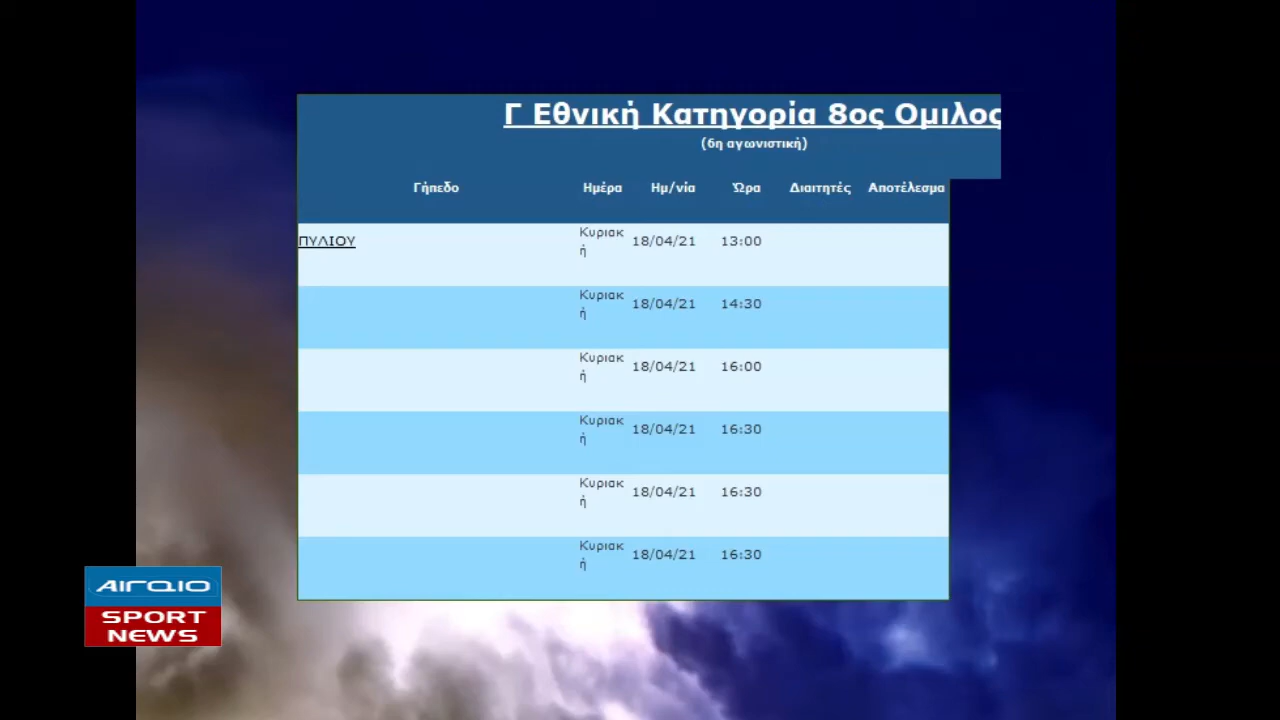 Γ Εθνική Κατηγορία 8ος Ομιλος
(6η αγωνιστική)
Γήπεδο Ημέρα Ημ/νία Ώρα Διαιτητές Αποτέλεσμα
ΠΥΛΙΟΥ Κυριακ
ή 18/04/21 13:00
Κυριακ
ή 18/04/21 14:30
Κυριακ
ή 18/04/21 16:00
Κυριακ
ή 18/04/21 16:30
Κυριακ
ή 18/04/21 16:30
Κυριακ
ή 18/04/21 16:30
ΑΙΓΑΙΟ
SPORT
NEWS